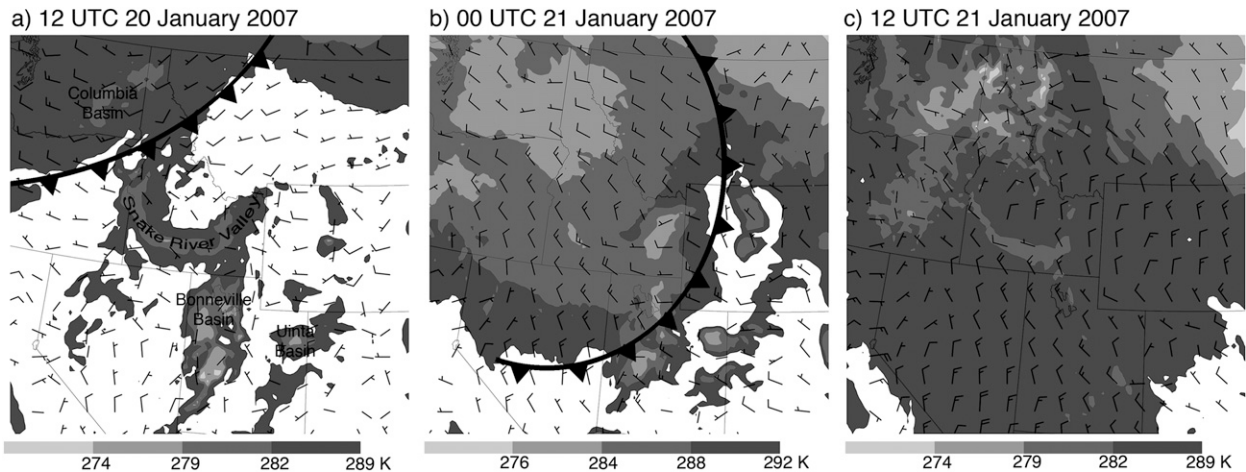 a) 12 UTC 20 January 2007
b) 00 UTC 21 January 2007
c) 12 UTC 21 January 2007
Columbia
Basin
Snake River Valley
Bonneville
Basin
Uinta
Basin
274 279 282 289 K
276 284 288 292 K
274 279 282 289 K